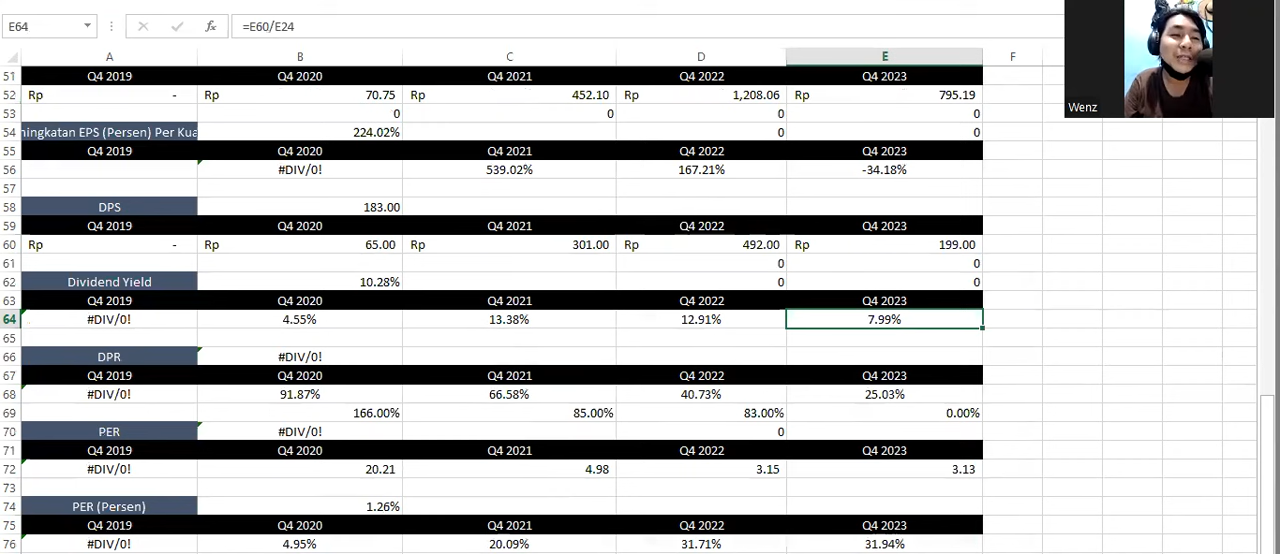 E64 fx =E60/E24
A B C D E F
51 Q4 2019 Q4 2020 Q4 2021 Q4 2022 Q4 2023
52 Rp - Rp 70.75 Rp 452.10 Rp 1,208.06 Rp 795.19
53 0 0 0 0
54 ningkatan EPS (Persen) Per Kua 224.02% 0 0
55 Q4 2019 Q4 2020 Q4 2021 Q4 2022 Q4 2023
56 #DIV/0! 539.02% 167.21% -34.18%
57
58 DPS 183.00
59 Q4 2019 Q4 2020 Q4 2021 Q4 2022 Q4 2023
60 Rp - Rp 65.00 Rp 301.00 Rp 492.00 Rp 199.00
61 0 0
62 Dividend Yield 10.28% 0 0
63 Q4 2019 Q4 2020 Q4 2021 Q4 2022 Q4 2023
64 #DIV/0! 4.55% 13.38% 12.91% 7.99%
65
66 DPR #DIV/0!
67 Q4 2019 Q4 2020 Q4 2021 Q4 2022 Q4 2023
68 #DIV/0! 91.87% 66.58% 40.73% 25.03%
69 166.00% 85.00% 83.00% 0.00%
70 PER #DIV/0! 0
71 Q4 2019 Q4 2020 Q4 2021 Q4 2022 Q4 2023
72 #DIV/0! 20.21 4.98 3.15 3.13
73
74 PER (Persen) 1.26%
75 Q4 2019 Q4 2020 Q4 2021 Q4 2022 Q4 2023
76 #DIV/0! 4.95% 20.09% 31.71% 31.94%
Wenz